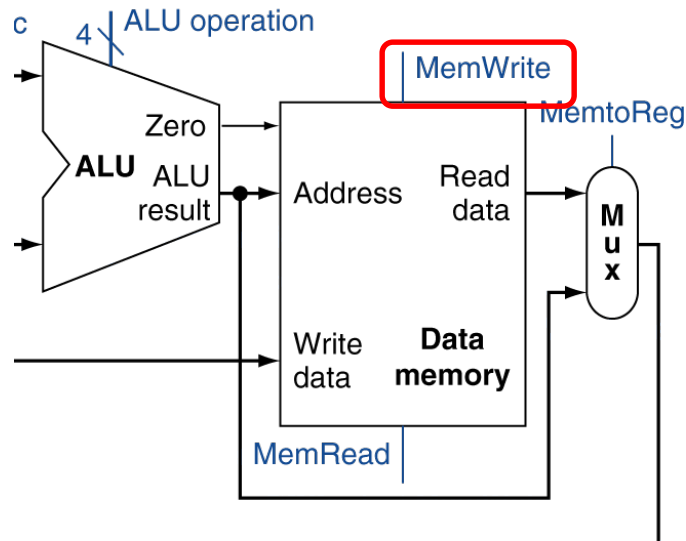 c
4
ALU operation
MemWrite
MemtoReg
Zero
ALU
ALU
result
Address
Read
data
M
u
x
Write
data
Data
memory
MemRead